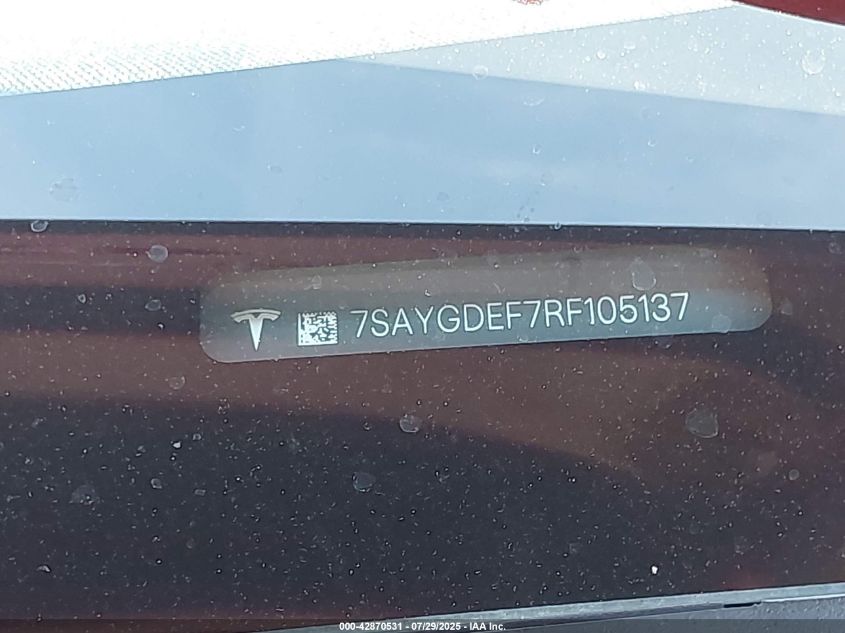 7SAYGDEF7RF105137
000-42870531 - 07/29/2025 - IAA Inc.